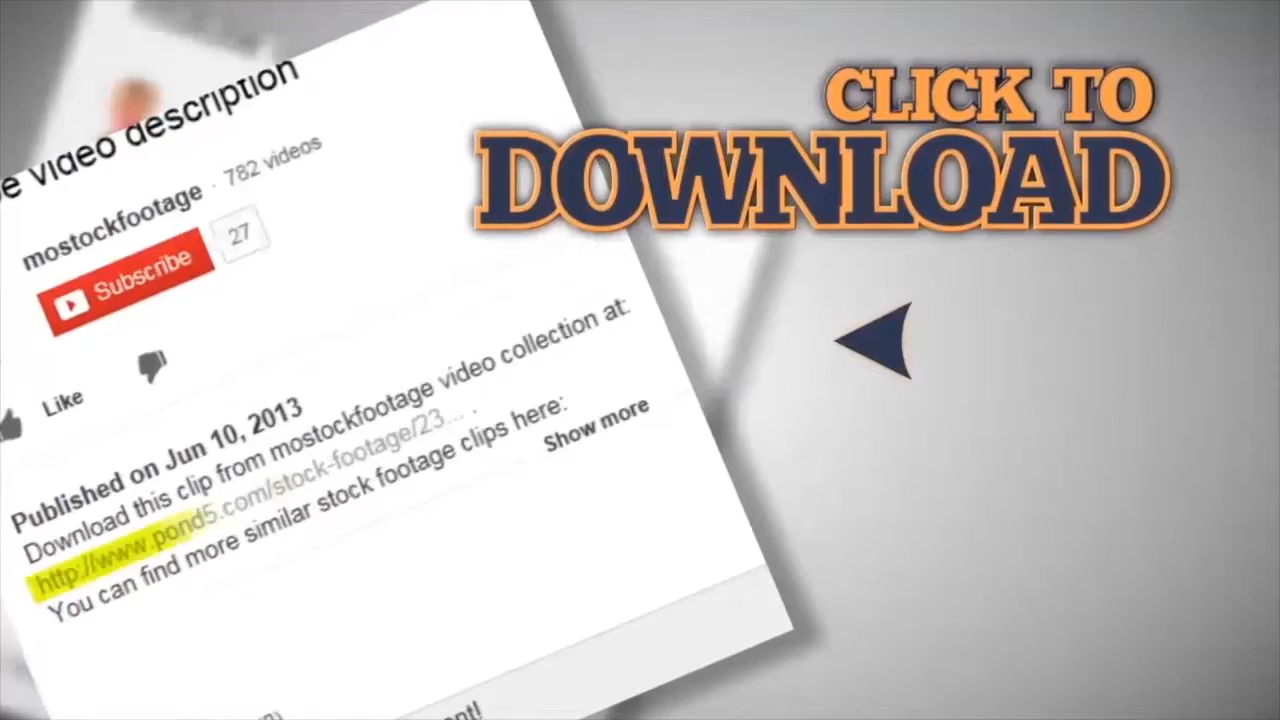 CLICK TO
DOWNLOAD
e video description
mostockfootage · 782 videos
Subscribe 27
Like
Published on Jun 10, 2013
Download this clip from mostockfootage video collection at:
http://www.pond5.com/stock-footage/23... .
You can find more similar stock footage clips here:
Show more